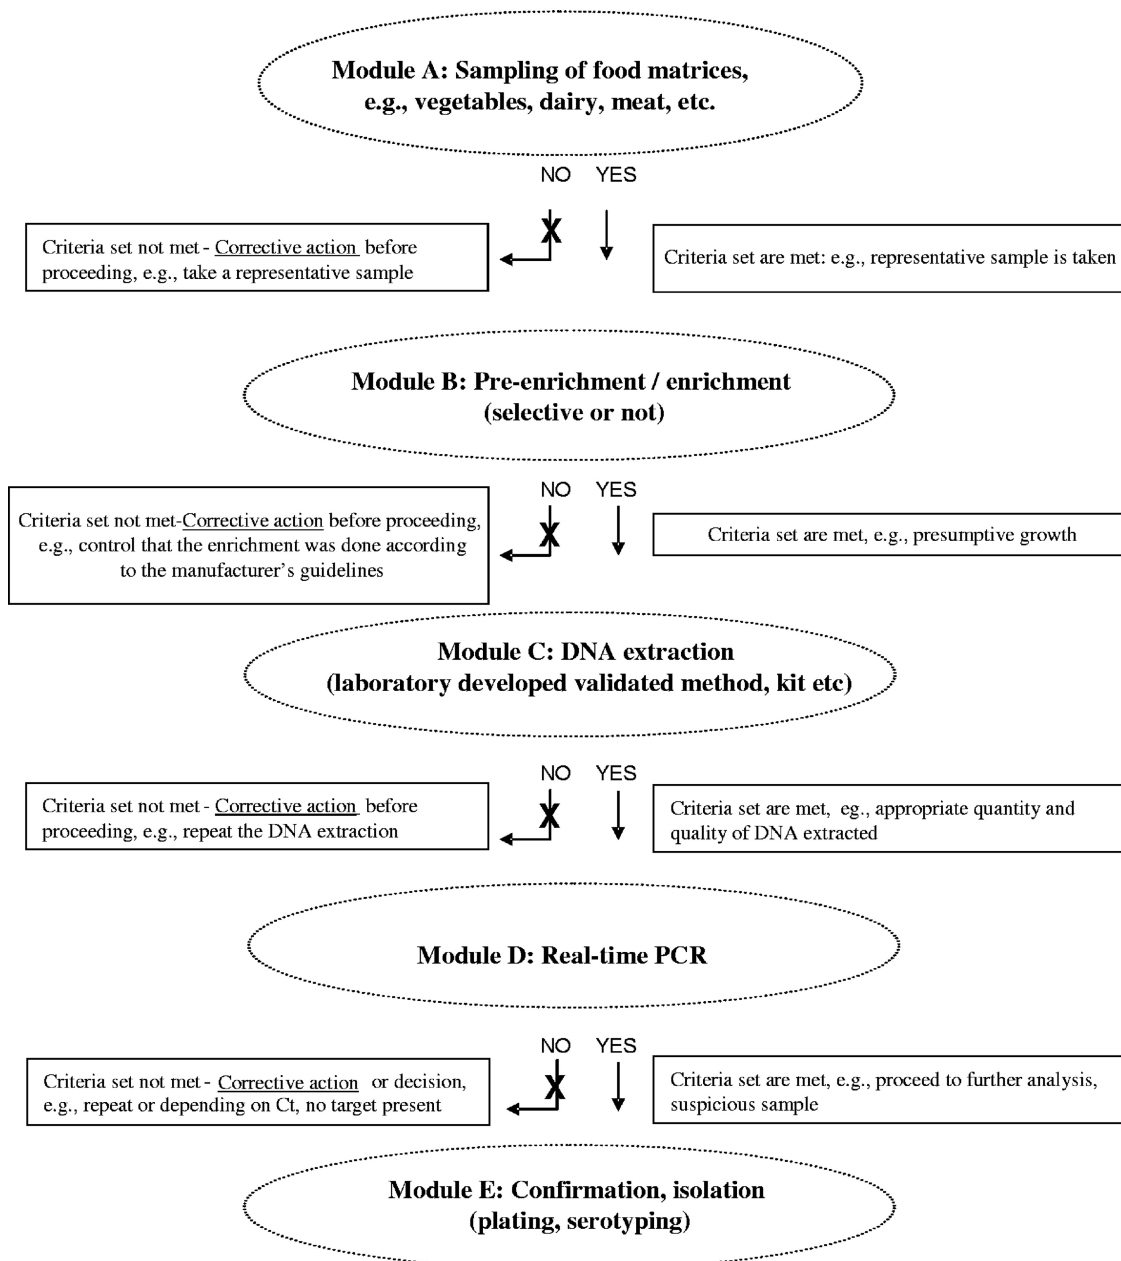 Module A: Sampling of food matrices,
e.g., vegetables, dairy, meat, etc.
NO YES
X
Criteria set not met - Corrective action before
proceeding, e.g., take a representative sample
Criteria set are met: e.g., representative sample is taken
Module B: Pre-enrichment / enrichment
(selective or not)
NO YES
X
Criteria set not met-Corrective action before proceeding,
e.g., control that the enrichment was done according
to the manufacturer’s guidelines
Criteria set are met, e.g., presumptive growth
Module C: DNA extraction
(laboratory developed validated method, kit etc)
NO YES
X
Criteria set not met - Corrective action before
proceeding, e.g., repeat the DNA extraction
Criteria set are met, eg., appropriate quantity and
quality of DNA extracted
Module D: Real-time PCR
NO YES
X
Criteria set not met - Corrective action or decision,
e.g., repeat or depending on Ct, no target present
Criteria set are met, e.g., proceed to further analysis,
suspicious sample
Module E: Confirmation, isolation
(plating, serotyping)